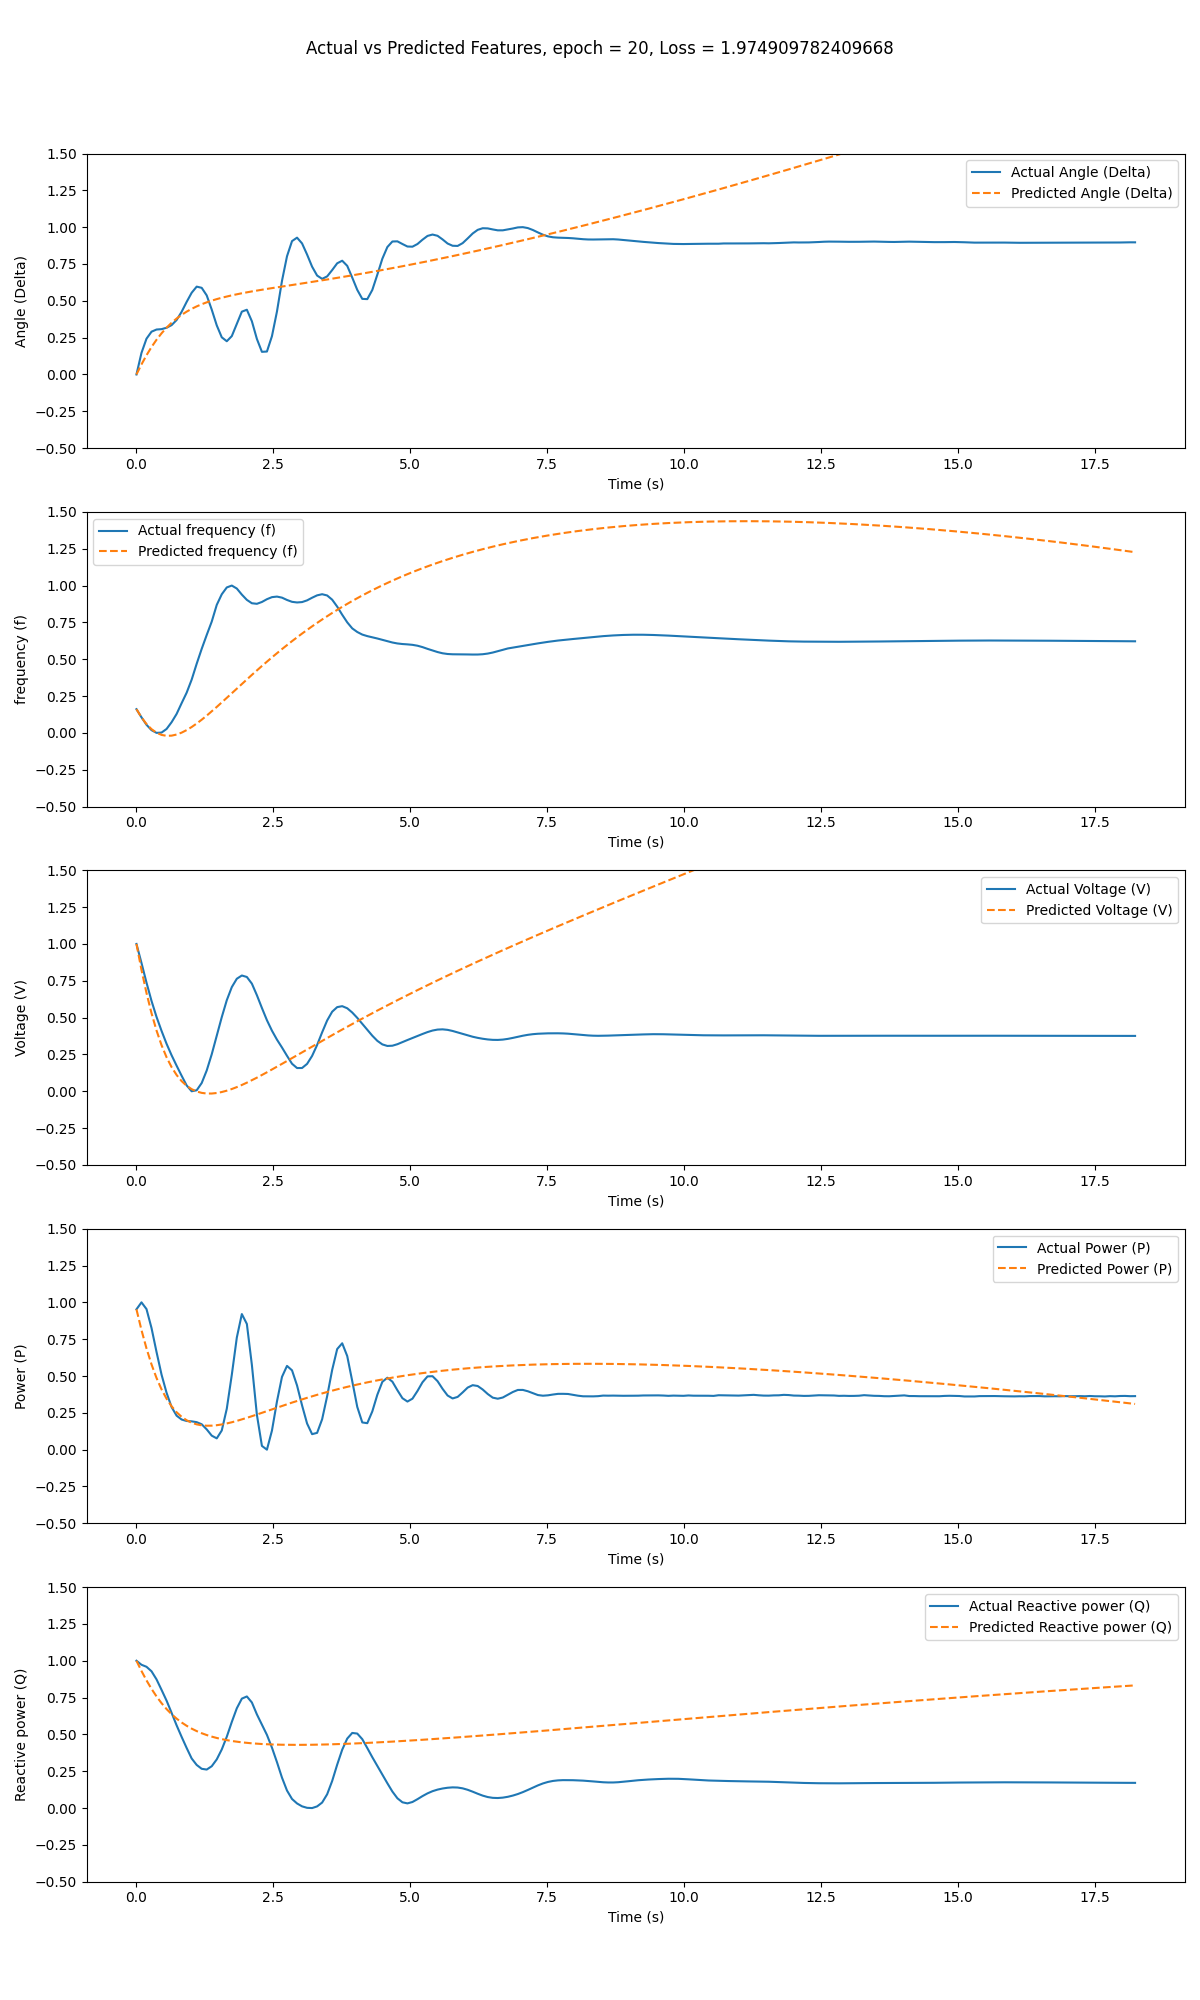 Actual vs Predicted Features, epoch = 20, Loss = 1.974909782409668
1.50
1.25
1.00
0.75
0.50
0.25
0.00
−0.25
−0.50
Angle (Delta)
Actual Angle (Delta)
Predicted Angle (Delta)
0.0 2.5 5.0 7.5 10.0 12.5 15.0 17.5
Time (s)
1.50
1.25
1.00
0.75
0.50
0.25
0.00
−0.25
−0.50
frequency (f)
Actual frequency (f)
Predicted frequency (f)
0.0 2.5 5.0 7.5 10.0 12.5 15.0 17.5
Time (s)
1.50
1.25
1.00
0.75
0.50
0.25
0.00
−0.25
−0.50
Voltage (V)
Actual Voltage (V)
Predicted Voltage (V)
0.0 2.5 5.0 7.5 10.0 12.5 15.0 17.5
Time (s)
1.50
1.25
1.00
0.75
0.50
0.25
0.00
−0.25
−0.50
Power (P)
Actual Power (P)
Predicted Power (P)
0.0 2.5 5.0 7.5 10.0 12.5 15.0 17.5
Time (s)
1.50
1.25
1.00
0.75
0.50
0.25
0.00
−0.25
−0.50
Reactive power (Q)
Actual Reactive power (Q)
Predicted Reactive power (Q)
0.0 2.5 5.0 7.5 10.0 12.5 15.0 17.5
Time (s)